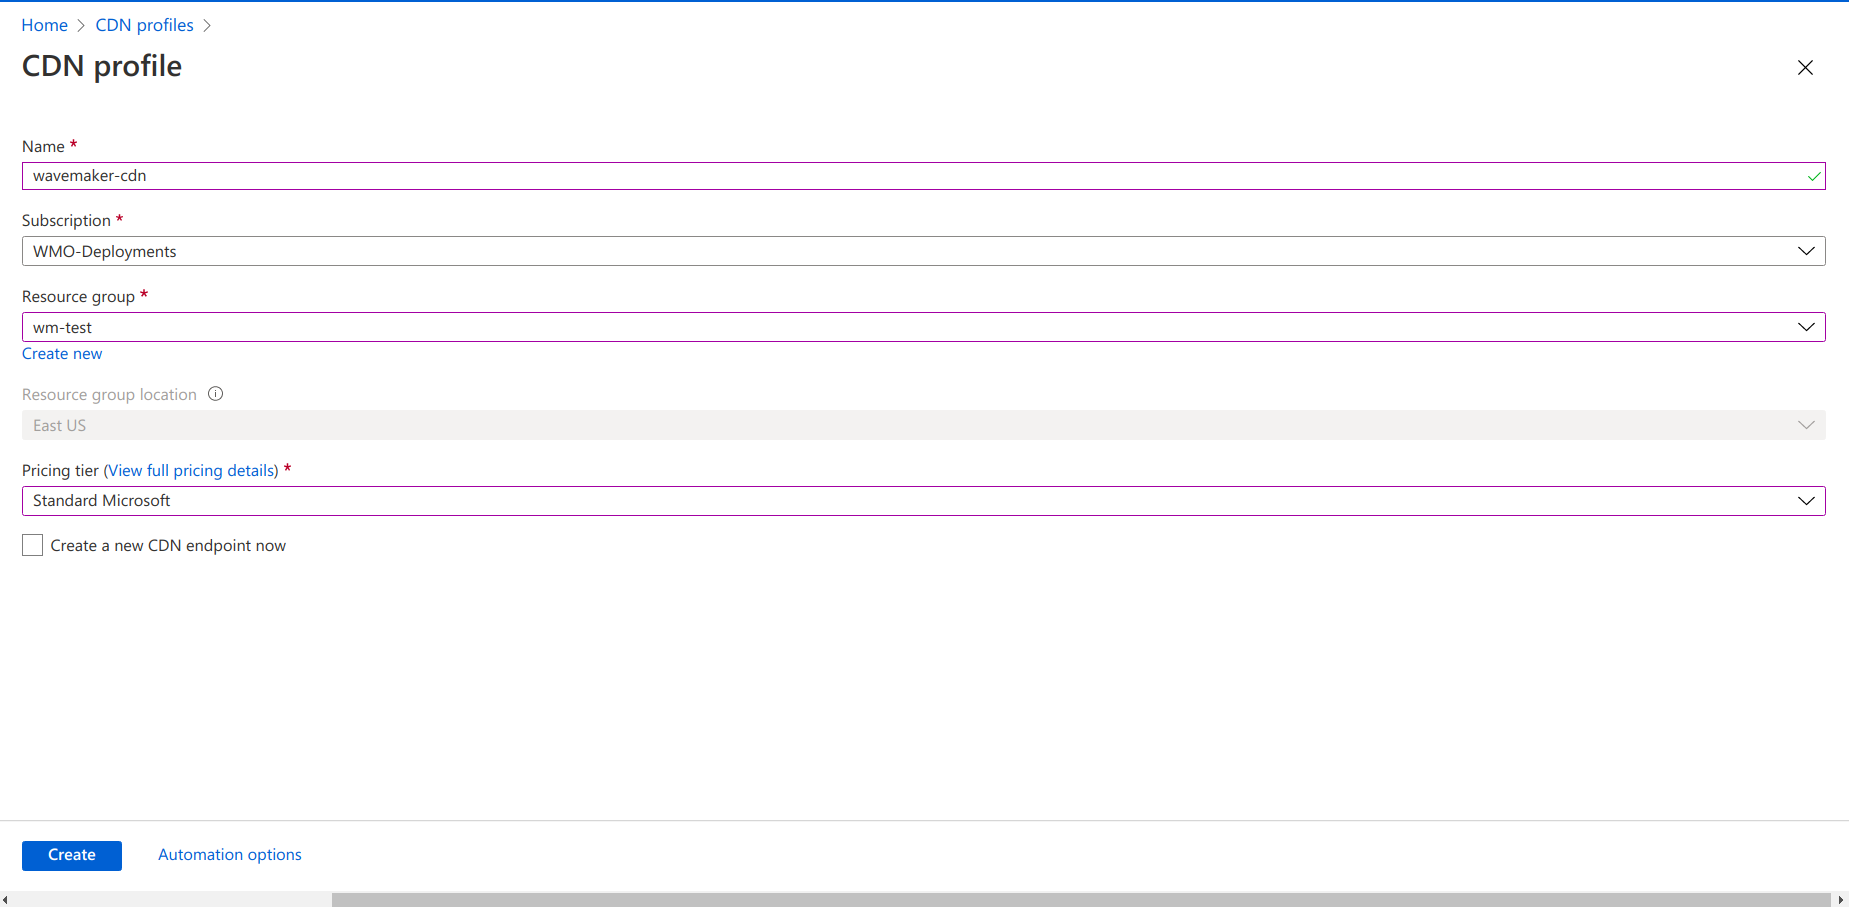 Home > CDN profiles >
CDN profile
Name *
wavemaker-cdn
Subscription *
WMO-Deployments
Resource group *
wm-test
Create new
Resource group location
East US
Pricing tier (View full pricing details) *
Standard Microsoft
Create a new CDN endpoint now
Create Automation options